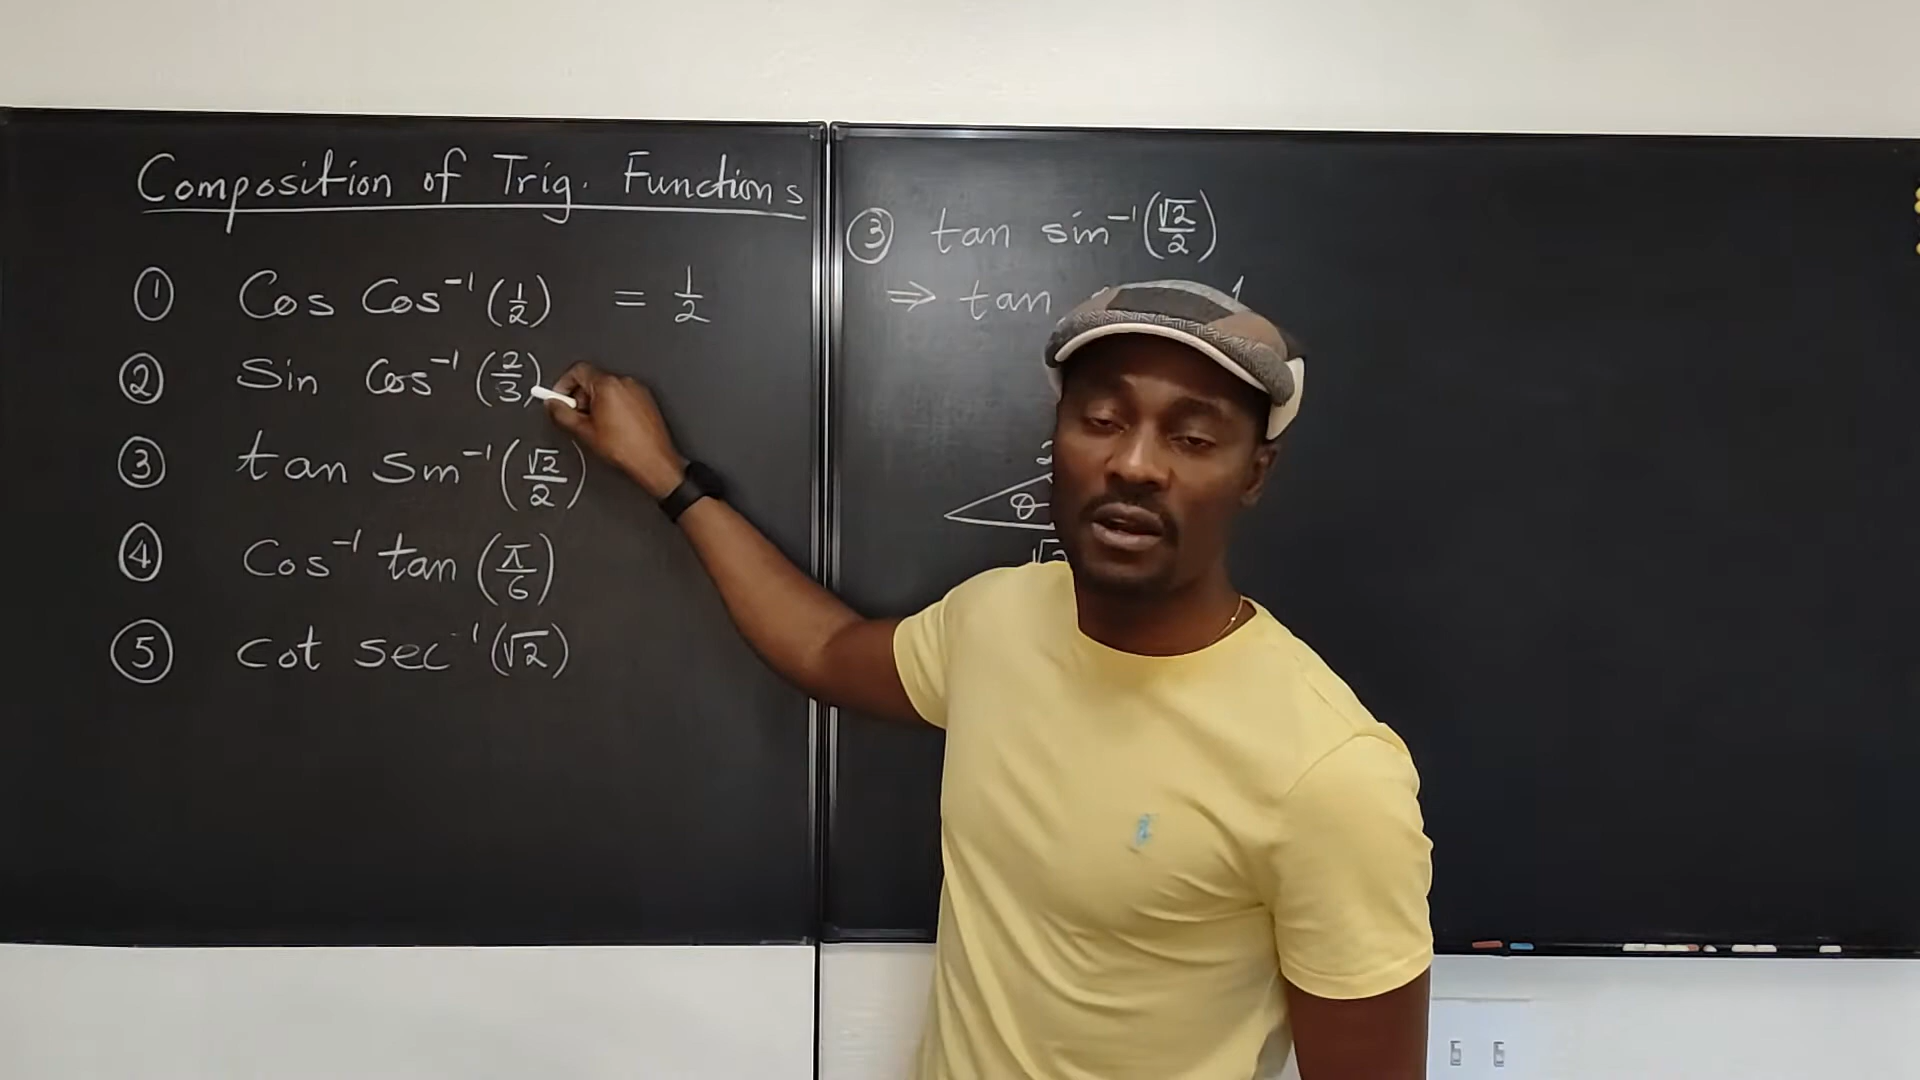 Composition of Trig. Functions
① Cos Cos⁻¹(1/2) = 1/2
② Sin Cos⁻¹(2/3)
③ tan Sin⁻¹(√2/2)
④ Cos⁻¹ tan (π/6)
⑤ cot sec⁻¹(√2)
③ tan sin⁻¹(√2/2)
⇒ tan
θ